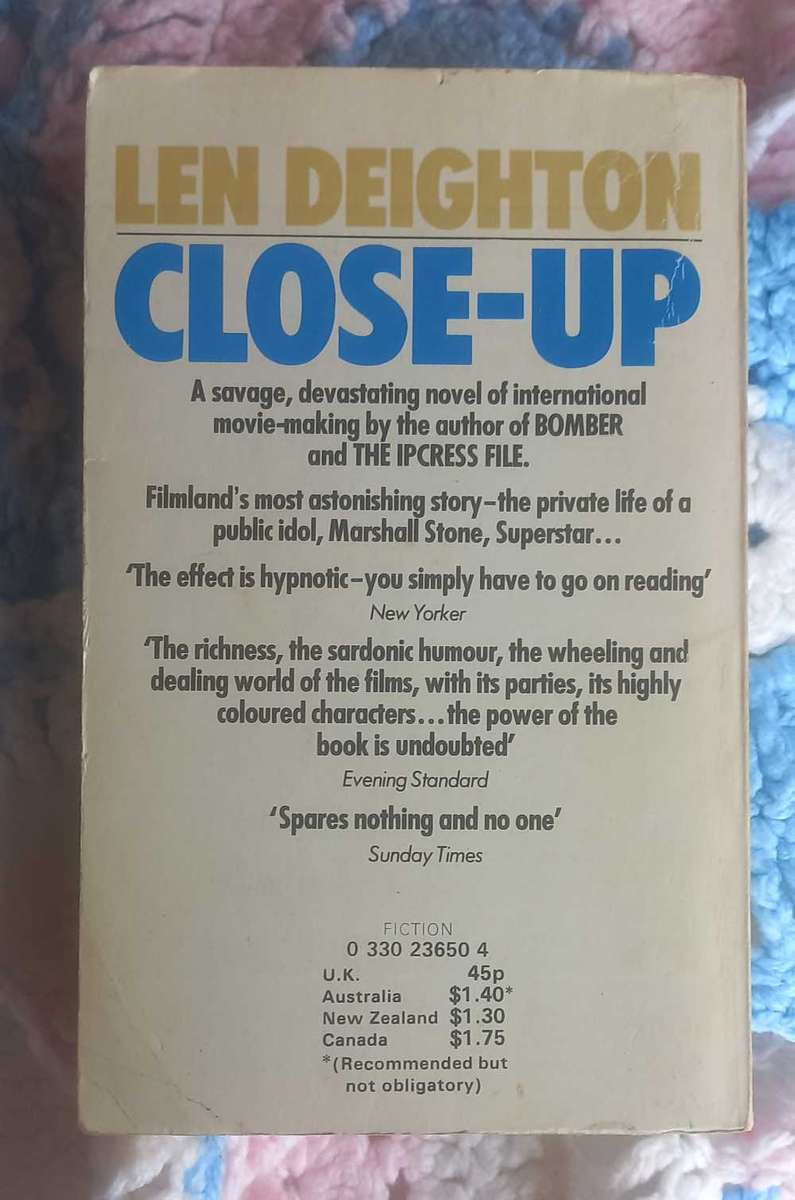 LEN DEIGHTON
CLOSE-UP
A savage, devastating novel of international
movie-making by the author of BOMBER
and THE IPCRESS FILE.
Filmland's most astonishing story–the private life of a
public idol, Marshall Stone, Superstar...
'The effect is hypnotic–you simply have to go on reading'
New Yorker
'The richness, the sardonic humour, the wheeling and
dealing world of the films, with its parties, its highly
coloured characters...the power of the
book is undoubted'
Evening Standard
'Spares nothing and no one'
Sunday Times
FICTION
0 330 23650 4
U.K. 45p
Australia $1.40*
New Zealand $1.30
Canada $1.75
*(Recommended but
not obligatory)